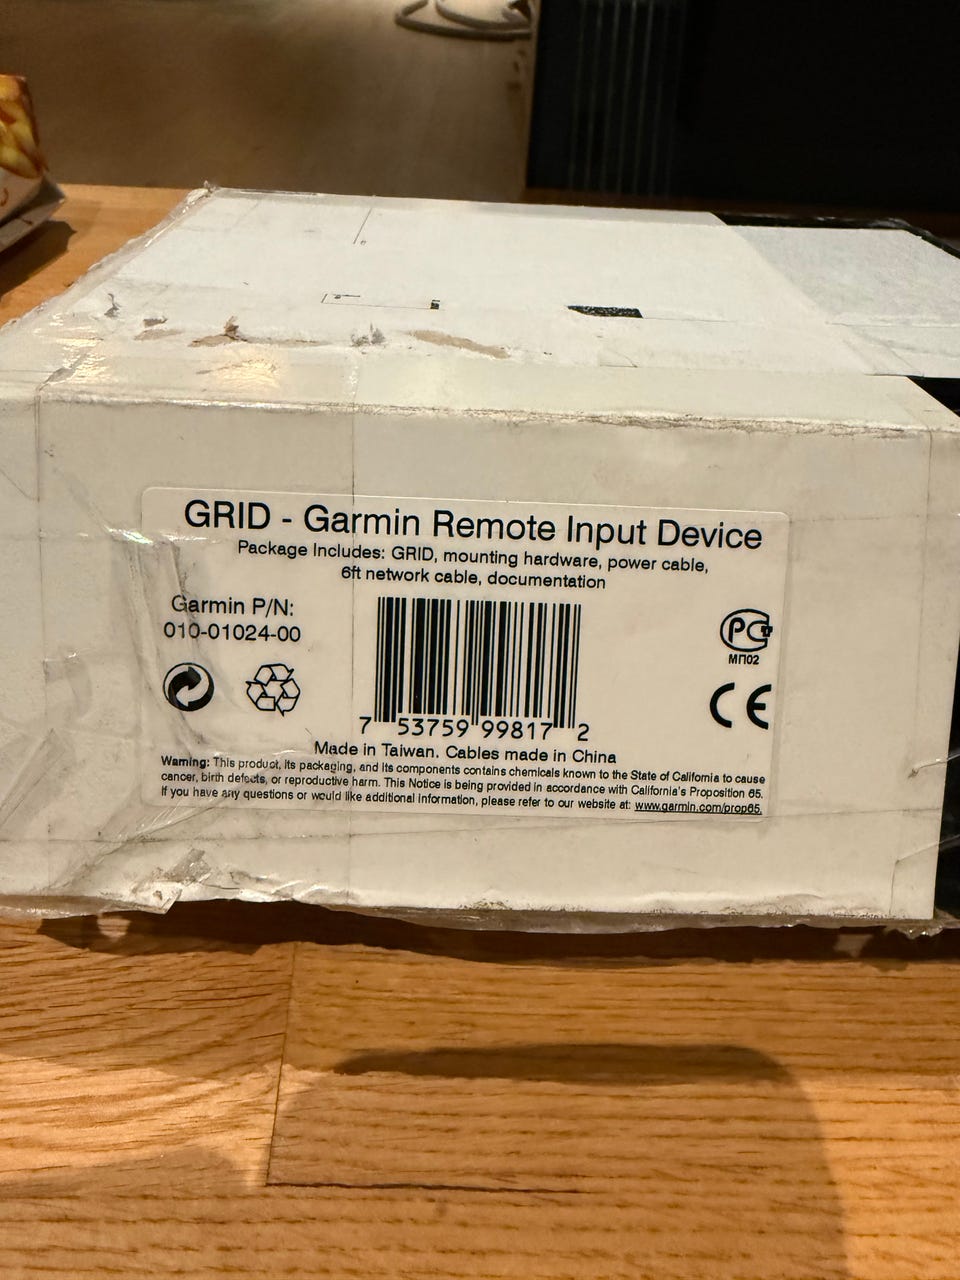 GRID - Garmin Remote Input Device
Package Includes: GRID, mounting hardware, power cable,
6ft network cable, documentation
Garmin P/N:
010-01024-00
РС
МП02
CE
7 53759 99817 2
Made in Taiwan. Cables made in China
Warning: This product, its packaging, and its components contains chemicals known to the State of California to cause
cancer, birth defects, or reproductive harm. This Notice is being provided in accordance with California's Proposition 65.
If you have any questions or would like additional information, please refer to our website at: www.garmin.com/prop65.